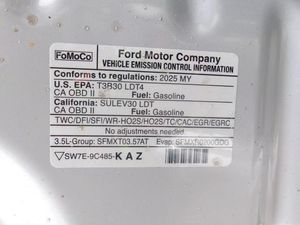 FoMoCo
Ford Motor Company
VEHICLE EMISSION CONTROL INFORMATION
Conforms to regulations: 2025 MY
U.S. EPA: T3B30 LDT4
CA OBD II Fuel: Gasoline
California: SULEV30 LDT
CA OBD II Fuel: Gasoline
TWC/DFI/SFI/WR-HO2S/HO2S/TC/CAC/EGR/EGRC
No adjustments needed.
3.5L-Group: SFMXT03.57AT Evap: SFMXR0200GDG
SW7E-9C485-KAZ